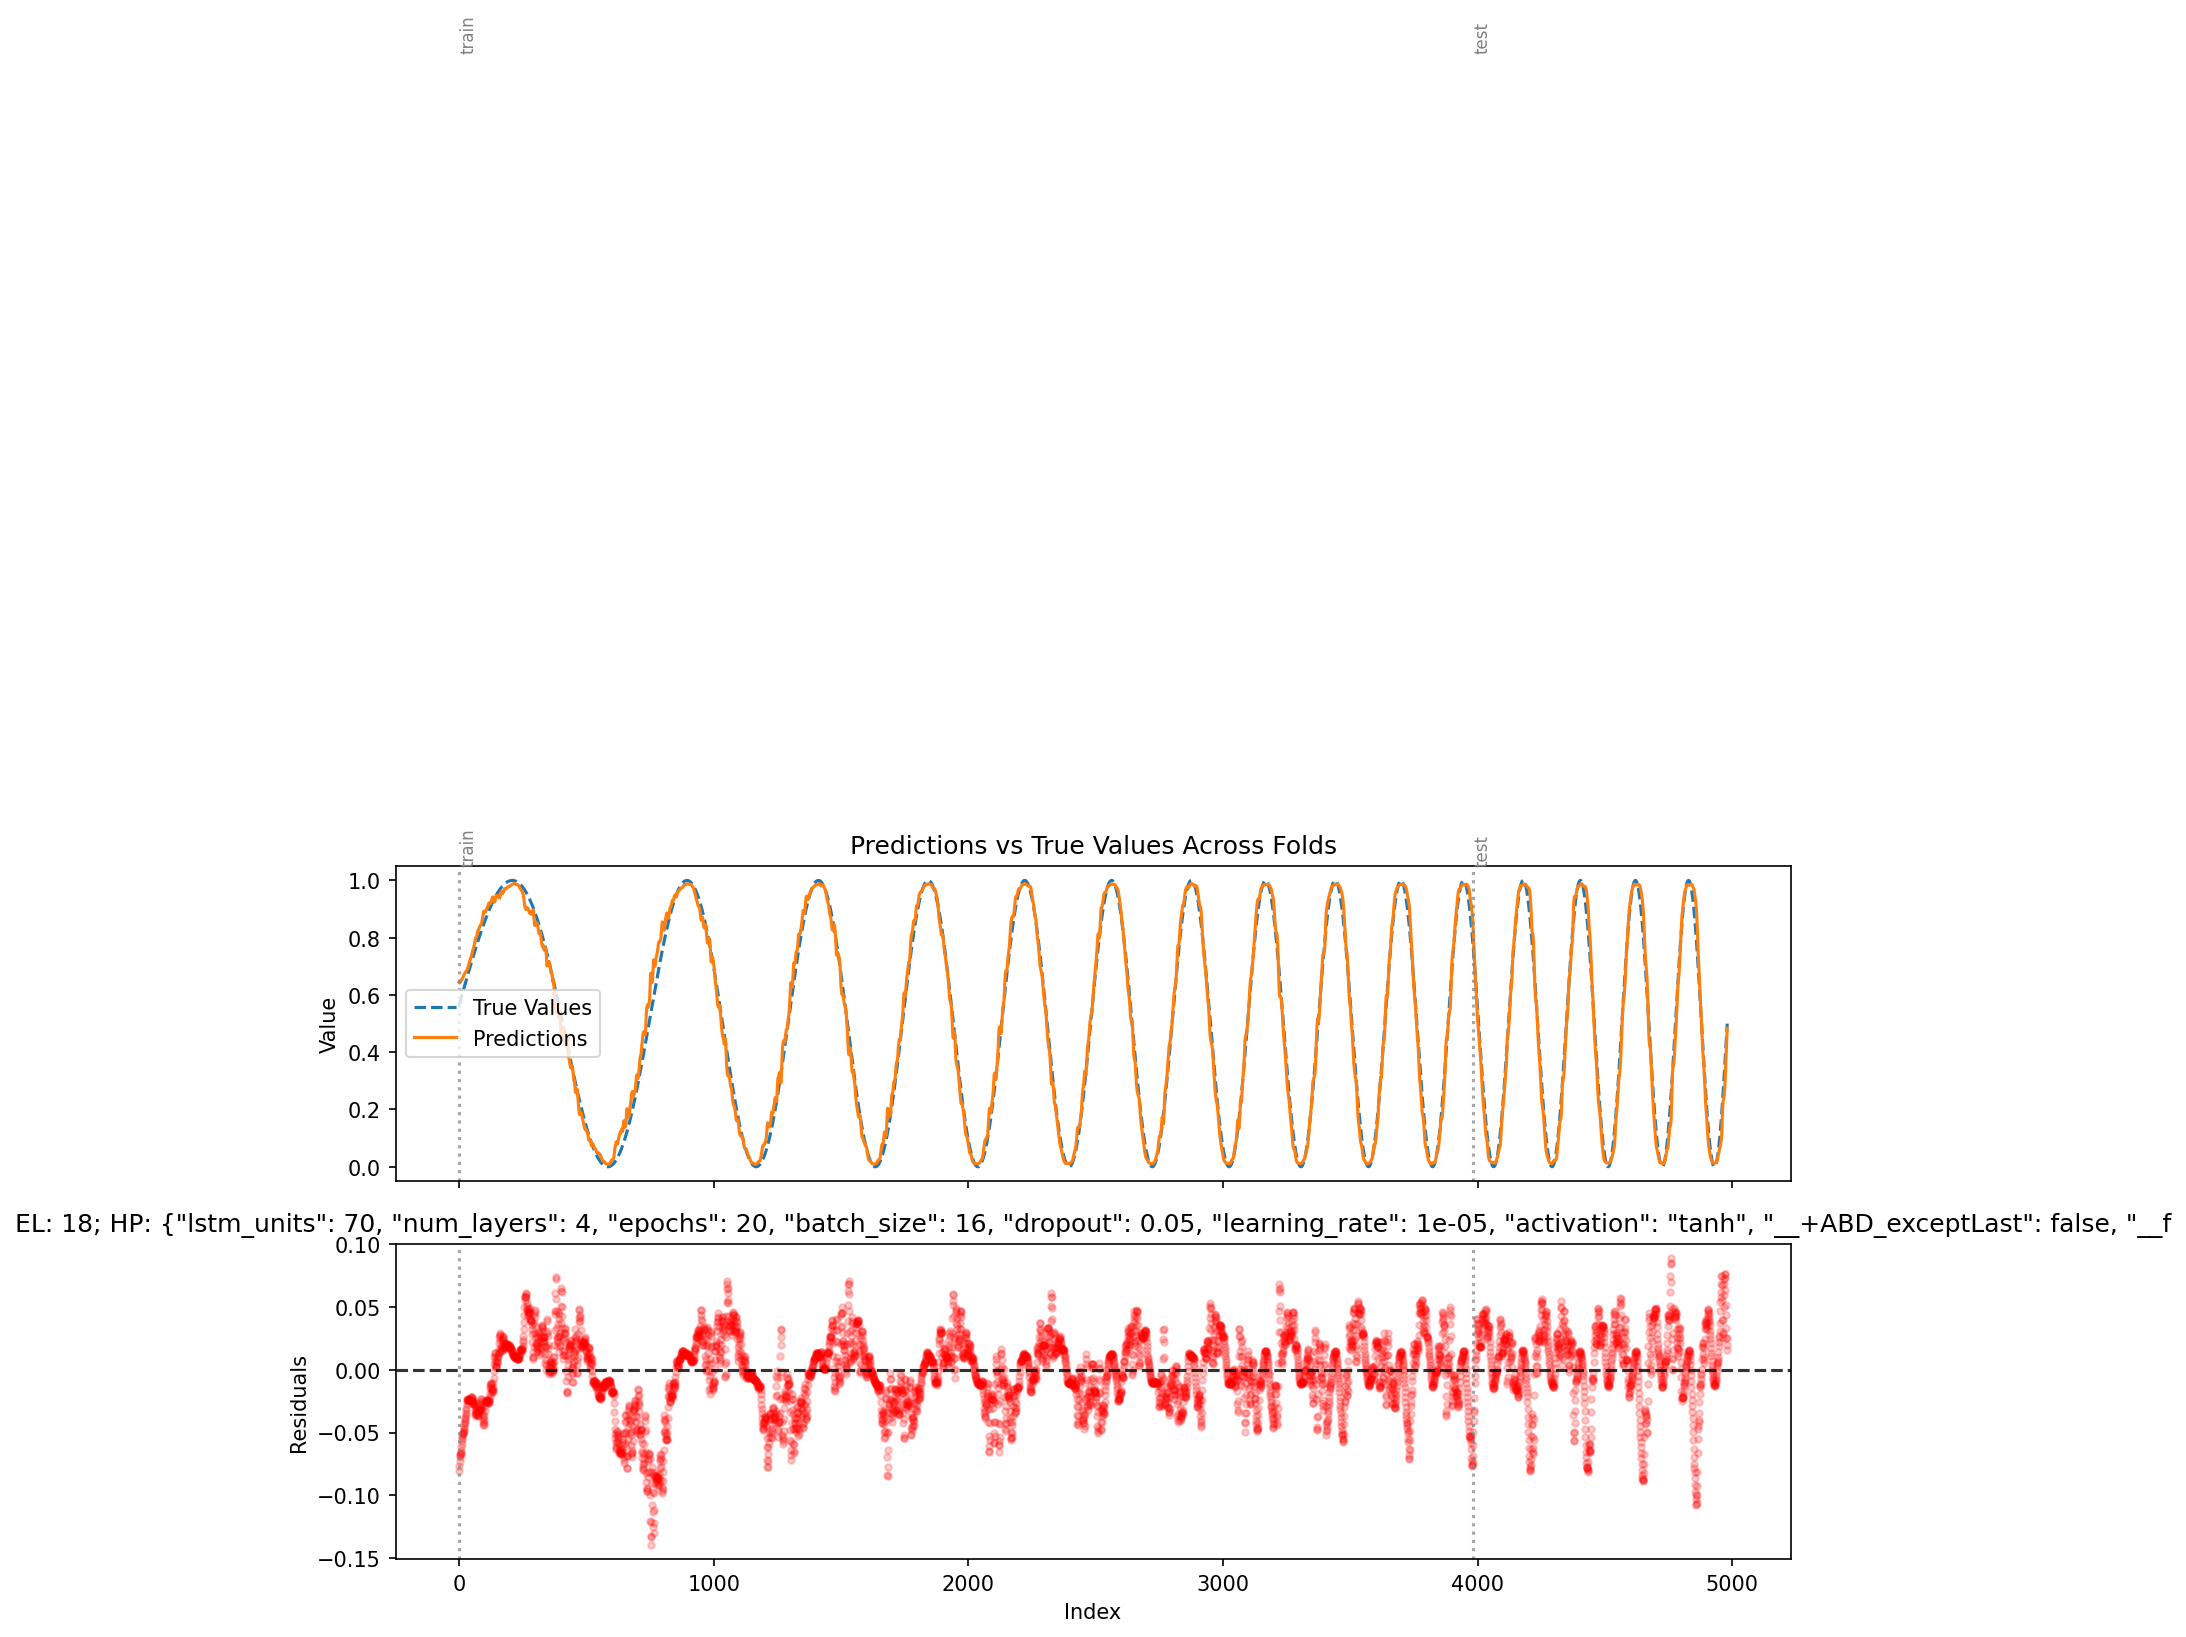 train
test
train
Predictions vs True Values Across Folds
test
1.0
0.8
0.6
0.4
0.2
0.0
Value
True Values
Predictions
EL: 18; HP: {"lstm_units": 70, "num_layers": 4, "epochs": 20, "batch_size": 16, "dropout": 0.05, "learning_rate": 1e-05, "activation": "tanh", "__+ABD_exceptLast": false, "__f
0.10
0.05
0.00
−0.05
−0.10
−0.15
Residuals
0
1000
2000
3000
4000
5000
Index